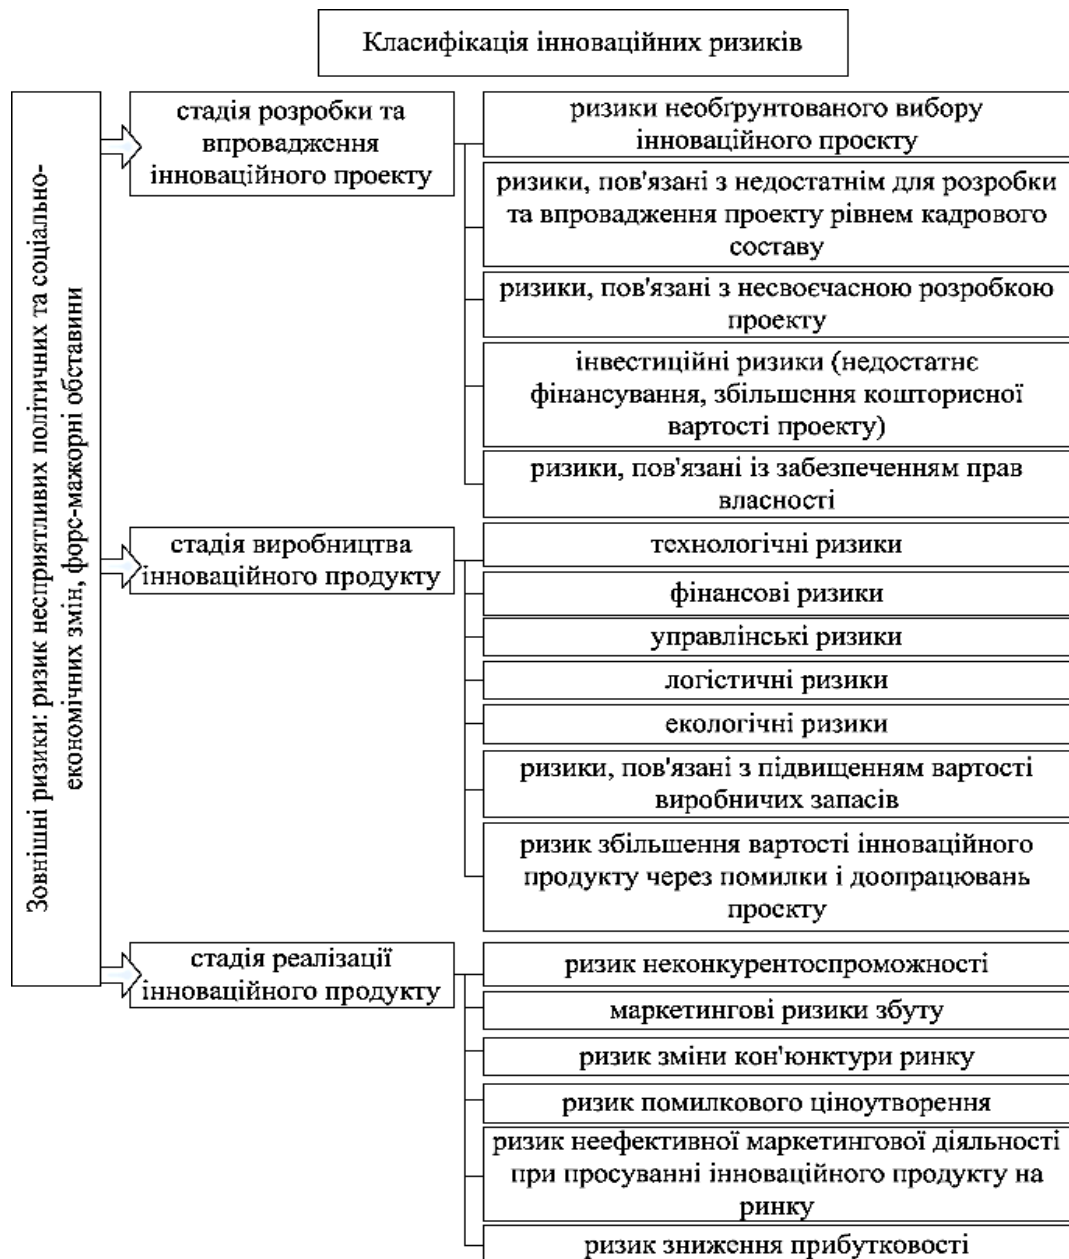 Класифікація інноваційних ризиків
Зовнішні ризики: ризик несприятливих політичних та соціально-
економічних змін, форс-мажорні обставини
стадія розробки та
впровадження
інноваційного проекту
ризики необґрунтованого вибору
інноваційного проєкту
ризики, пов'язані з недостатнім для розробки
та впровадження проекту рівнем кадрового
составу
ризики, пов'язані з несвоєчасною розробкою
проекту
інвестиційні ризики (недостатнє
фінансування, збільшення кошторисної
вартості проекту)
ризики, пов'язані із забезпеченням прав
власності
стадія виробництва
інноваційного продукту
технологічні ризики
фінансові ризики
управлінські ризики
логістичні ризики
екологічні ризики
ризики, пов'язані з підвищенням вартості
виробничих запасів
ризик збільшення вартості інноваційного
продукту через помилки і доопрацювань
проєкту
стадія реалізації
інноваційного продукту
ризик неконкурентоспроможності
маркетингові ризики збуту
ризик зміни кон'юнктури ринку
ризик помилкового ціноутворення
ризик неефективної маркетингової діяльності
при просуванні інноваційного продукту на
ринку
ризик зниження прибутковості